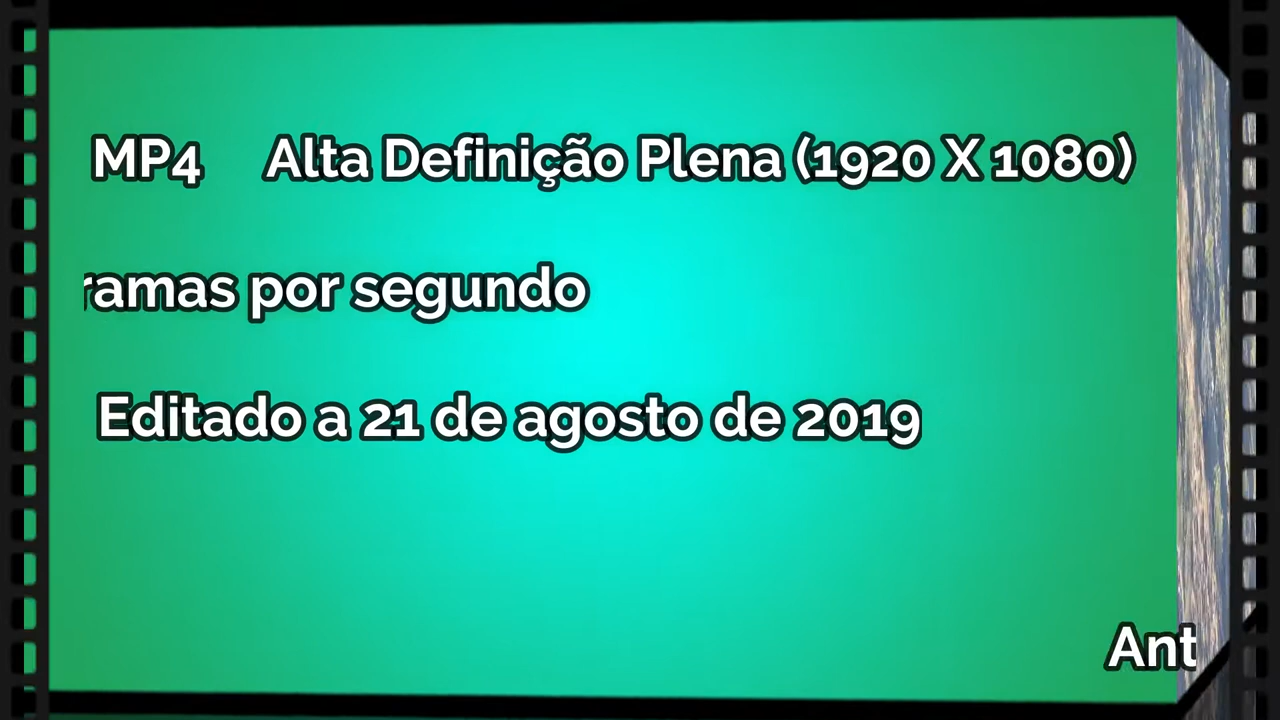 MP4 Alta Definição Plena (1920 X 1080)
ramas por segundo
Editado a 21 de agosto de 2019
Ant